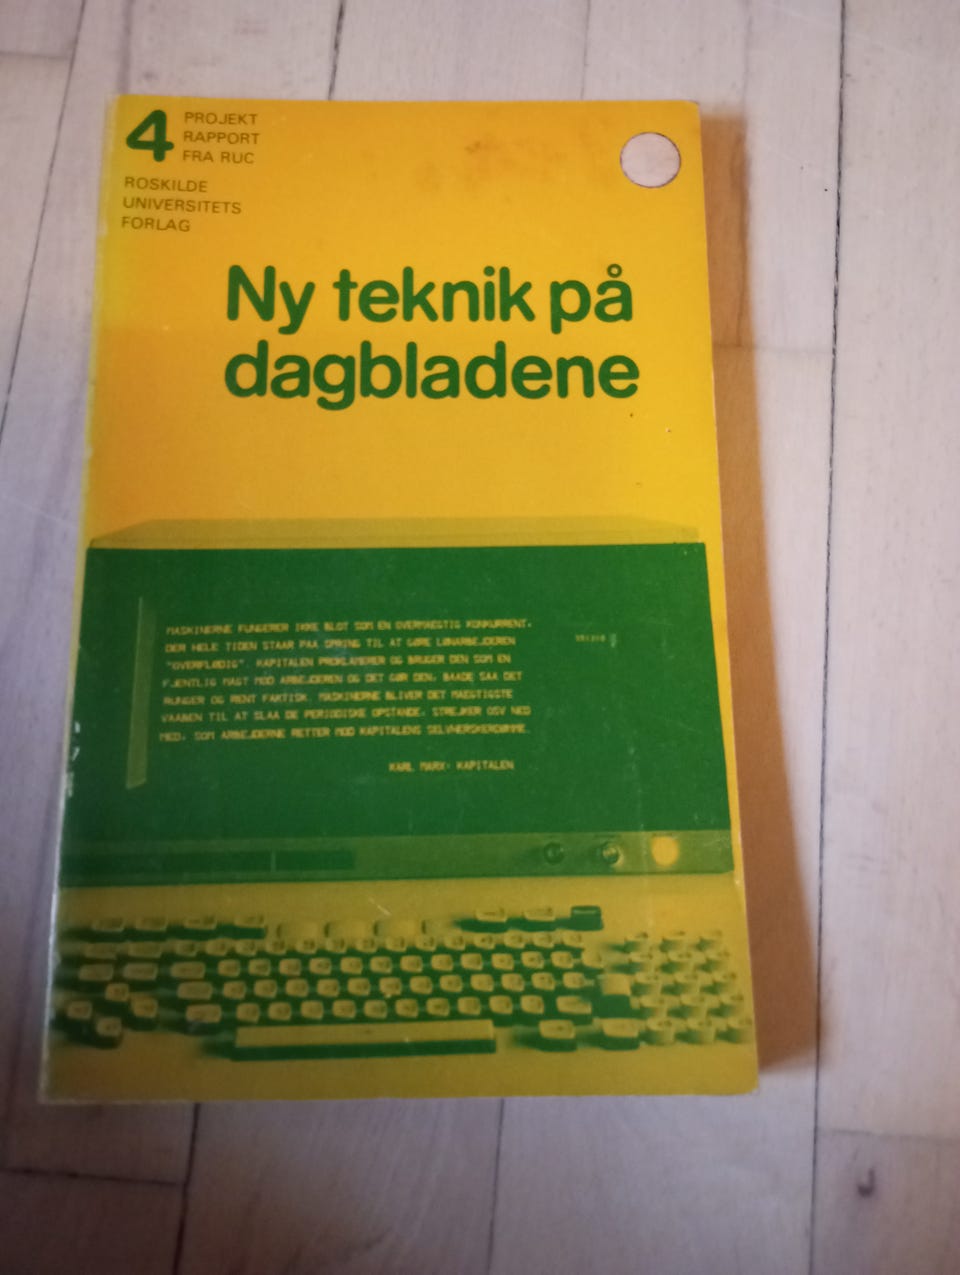 4
PROJEKT
RAPPORT
FRA RUC
ROSKILDE
UNIVERSITETS
FORLAG
Ny teknik på
dagbladene
MASKINERNE FUNGERER IKKE BLOT SOM EN OVERMAEGTIG KONKURRENT,
DER HELE TIDEN STAAR PAA SPRING TIL AT GØRE LØNARBEJDEREN
"OVERFLØDIG". KAPITALEN PROKLAMERER OG BRUGER DEN SOM EN
FJENTLIG MAGT MOD ARBEJDEREN OG DET GØR DEN, BAADE SAA DET
RUNGER OG RENT FAKTISK. MASKINERNE BLIVER DET MAEGTIGSTE
VAABEN TIL AT SLAA DE PERIODISKE OPSTANDE, STREJKER OSV NED
MED, SOM ARBEJDERNE RETTER MOD KAPITALENS SELVHERSKERDØMME.
KARL MARX: KAPITALEN